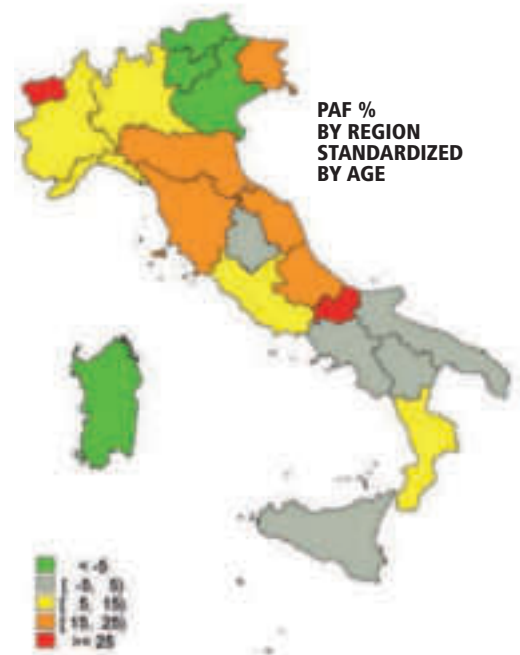 PAF %
BY REGION
STANDARDIZED
BY AGE
< -5
-5, 5)
5, 15)
15, 25)
>= 25